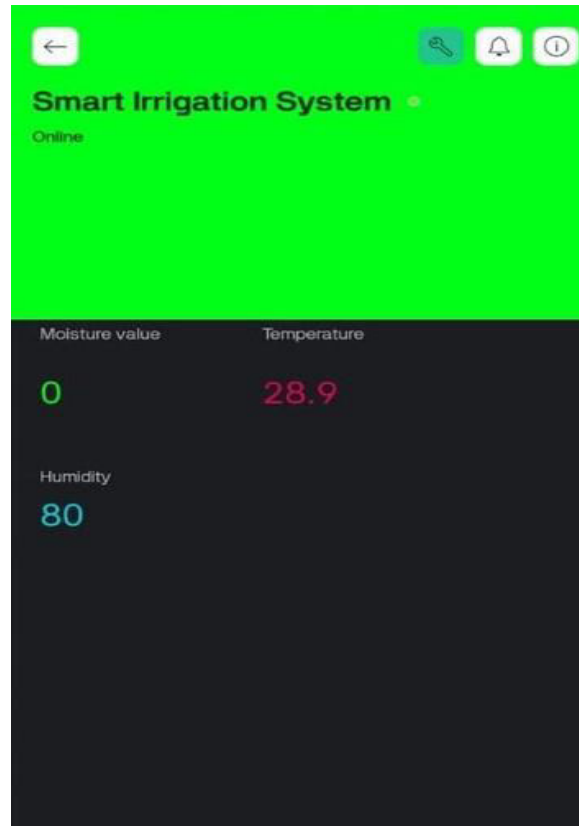 Smart Irrigation System
Online
Moisture value Temperature
0 28.9
Humidity
80